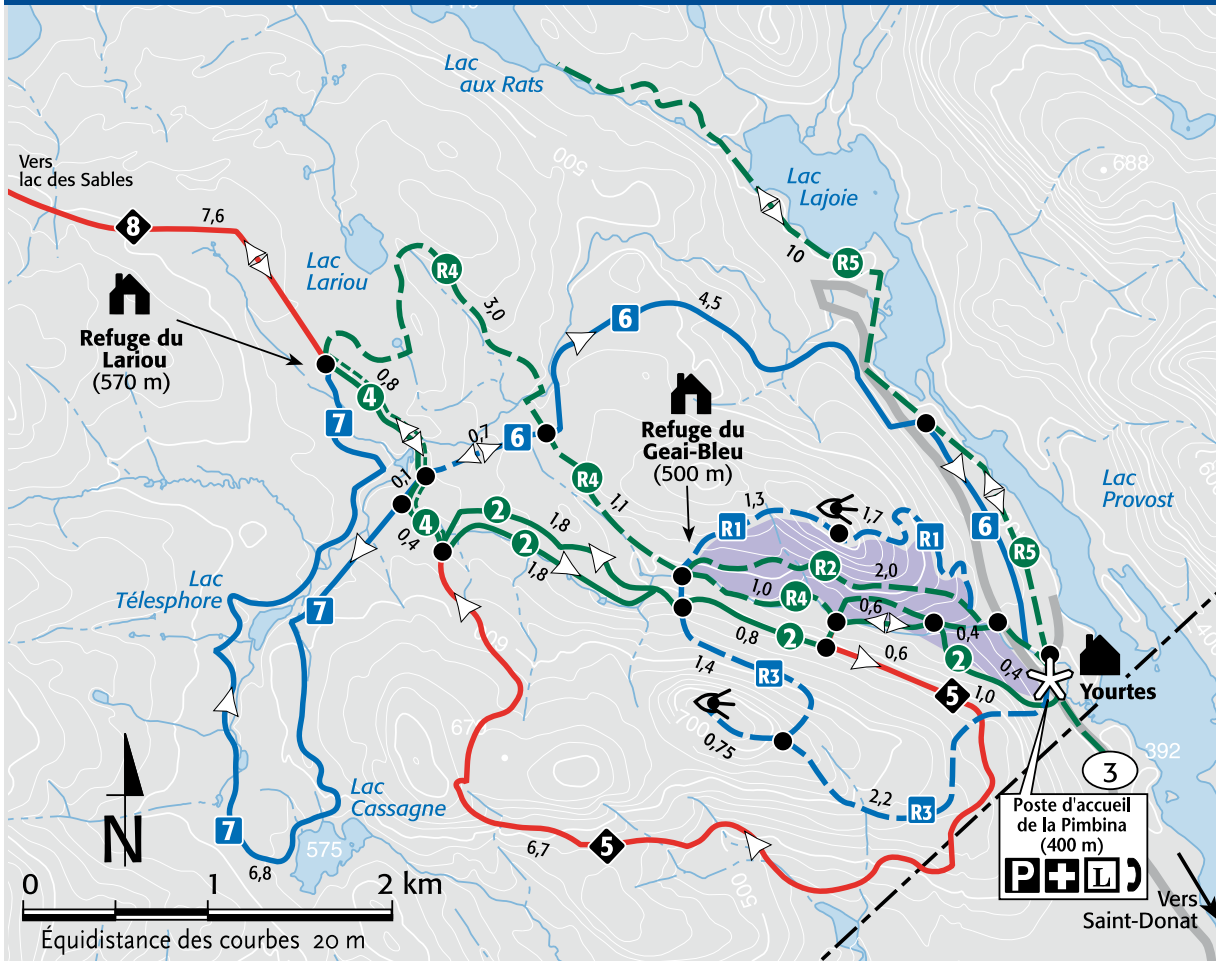 Lac
aux Rats
500
688
Vers
lac des Sables
Lac
Lajoie
8
7,6
10
R5
Lac
Lariou
R4
3,0
6
4,5
Refuge du
Lariou
(570 m)
0,8
4
7
0,7
6
Refuge du
Geai-Bleu
(500 m)
Lac
Provost
0,1
R4
1,1
1,3
1,7
R1
R1
6
R5
4
0,4
2
1,8
2
1,8
R2
2,0
1,0
R4
0,6
0,4
Lac
Télesphore
7
600
0,8
2
0,6
2
0,4
400
1,4
R3
5
1,0
Yourtes
67
700
0,75
392
3
N
Lac
Cassagne
2,2
R3
Poste d'accueil
de la Pimbina
(400 m)
P L
7
575
6,8
5
6,7
500
Vers
Saint-Donat
0 1 2 km
Équidistance des courbes 20 m